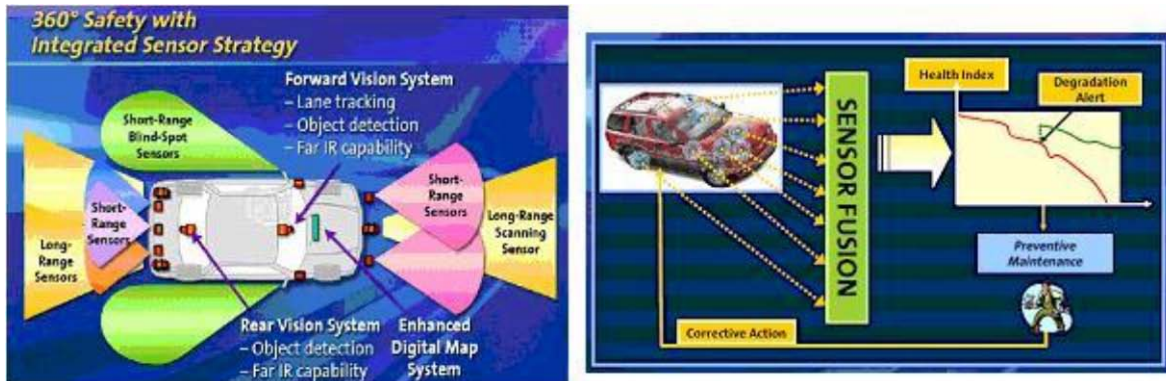 360° Safety with
Integrated Sensor Strategy
Forward Vision System
– Lane tracking
– Object detection
– Far IR capability
Short-Range
Blind-Spot
Sensors
Short-
Range
Sensors
Long-
Range
Sensors
Short-
Range
Sensors
Long-Range
Scanning
Sensor
Rear Vision System
– Object detection
– Far IR capability
Enhanced
Digital Map
System
SENSOR FUSION
Health Index
Degradation
Alert
Preventive
Maintenance
Corrective Action